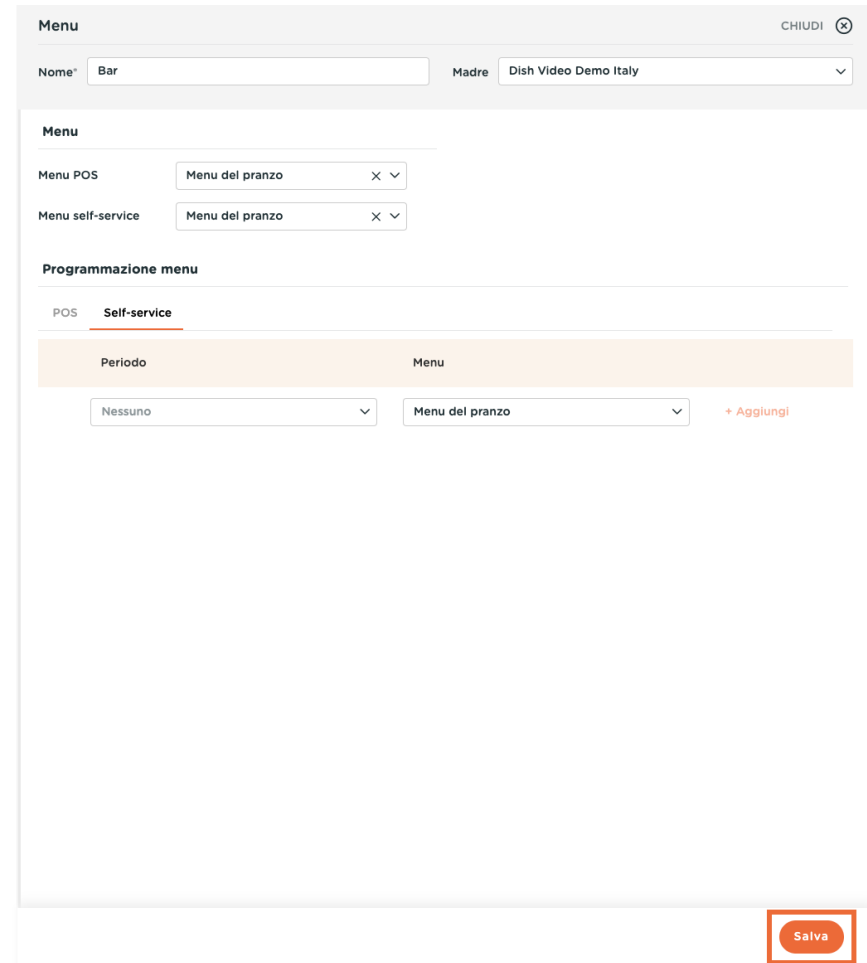 Menu CHIUDI
Nome* Bar Madre Dish Video Demo Italy
Menu
Menu POS Menu del pranzo
Menu self-service Menu del pranzo
Programmazione menu
POS Self-service
Periodo Menu
Nessuno Menu del pranzo + Aggiungi
Salva